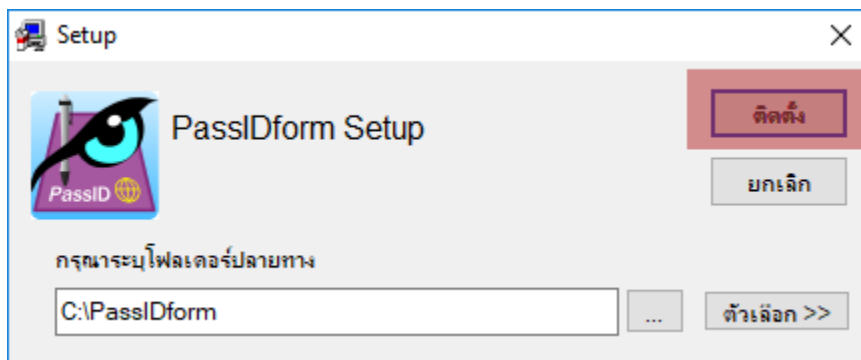 Setup
PassIDform Setup
ติดตั้ง
PassID
ยกเลิก
กรุณาระบุโฟลเดอร์ปลายทาง
C:\PassIDform
...
ตัวเลือก >>